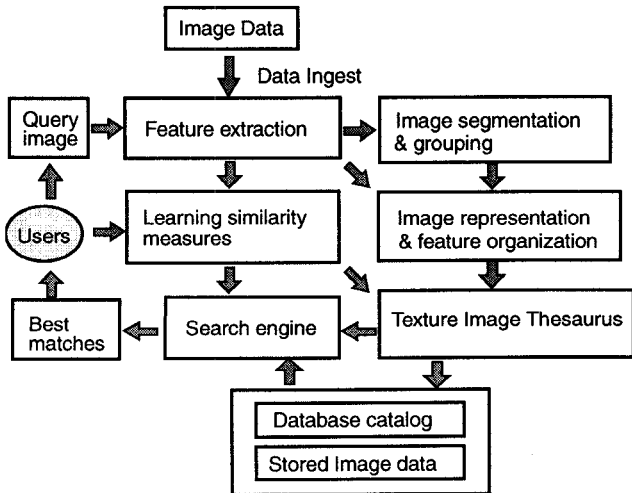 Image Data
Data Ingest
Query
image
Feature extraction
Image segmentation
& grouping
Users
Learning similarity
measures
Image representation
& feature organization
Best
matches
Search engine
Texture Image Thesaurus
Database catalog
Stored Image data